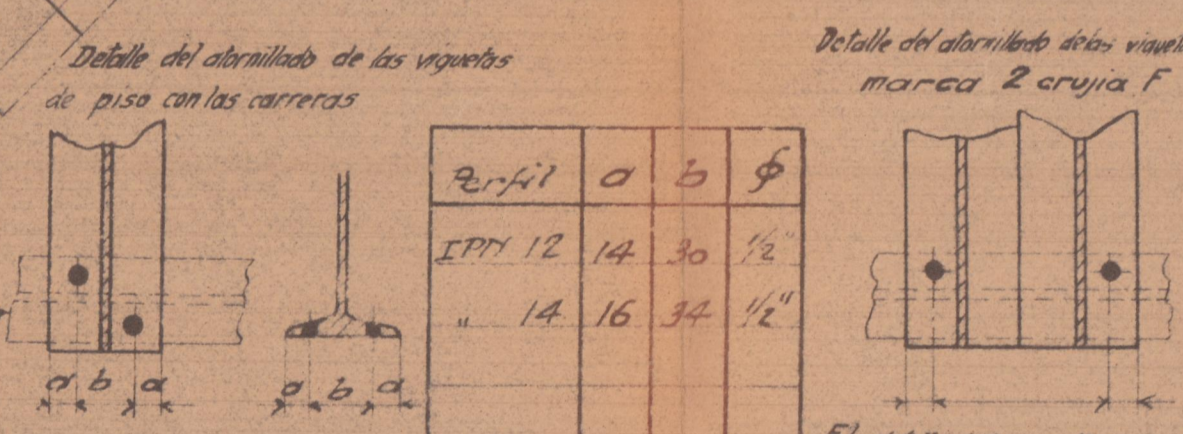 Detalle del atornillado de las viguetas
de piso con las carreras
Perfil a b ϕ
IPN 12 14 30 1/2"
" 14 16 34 1/2"
a b a
a b a
Detalle del atornillado de las
marca 2 crujia F
El